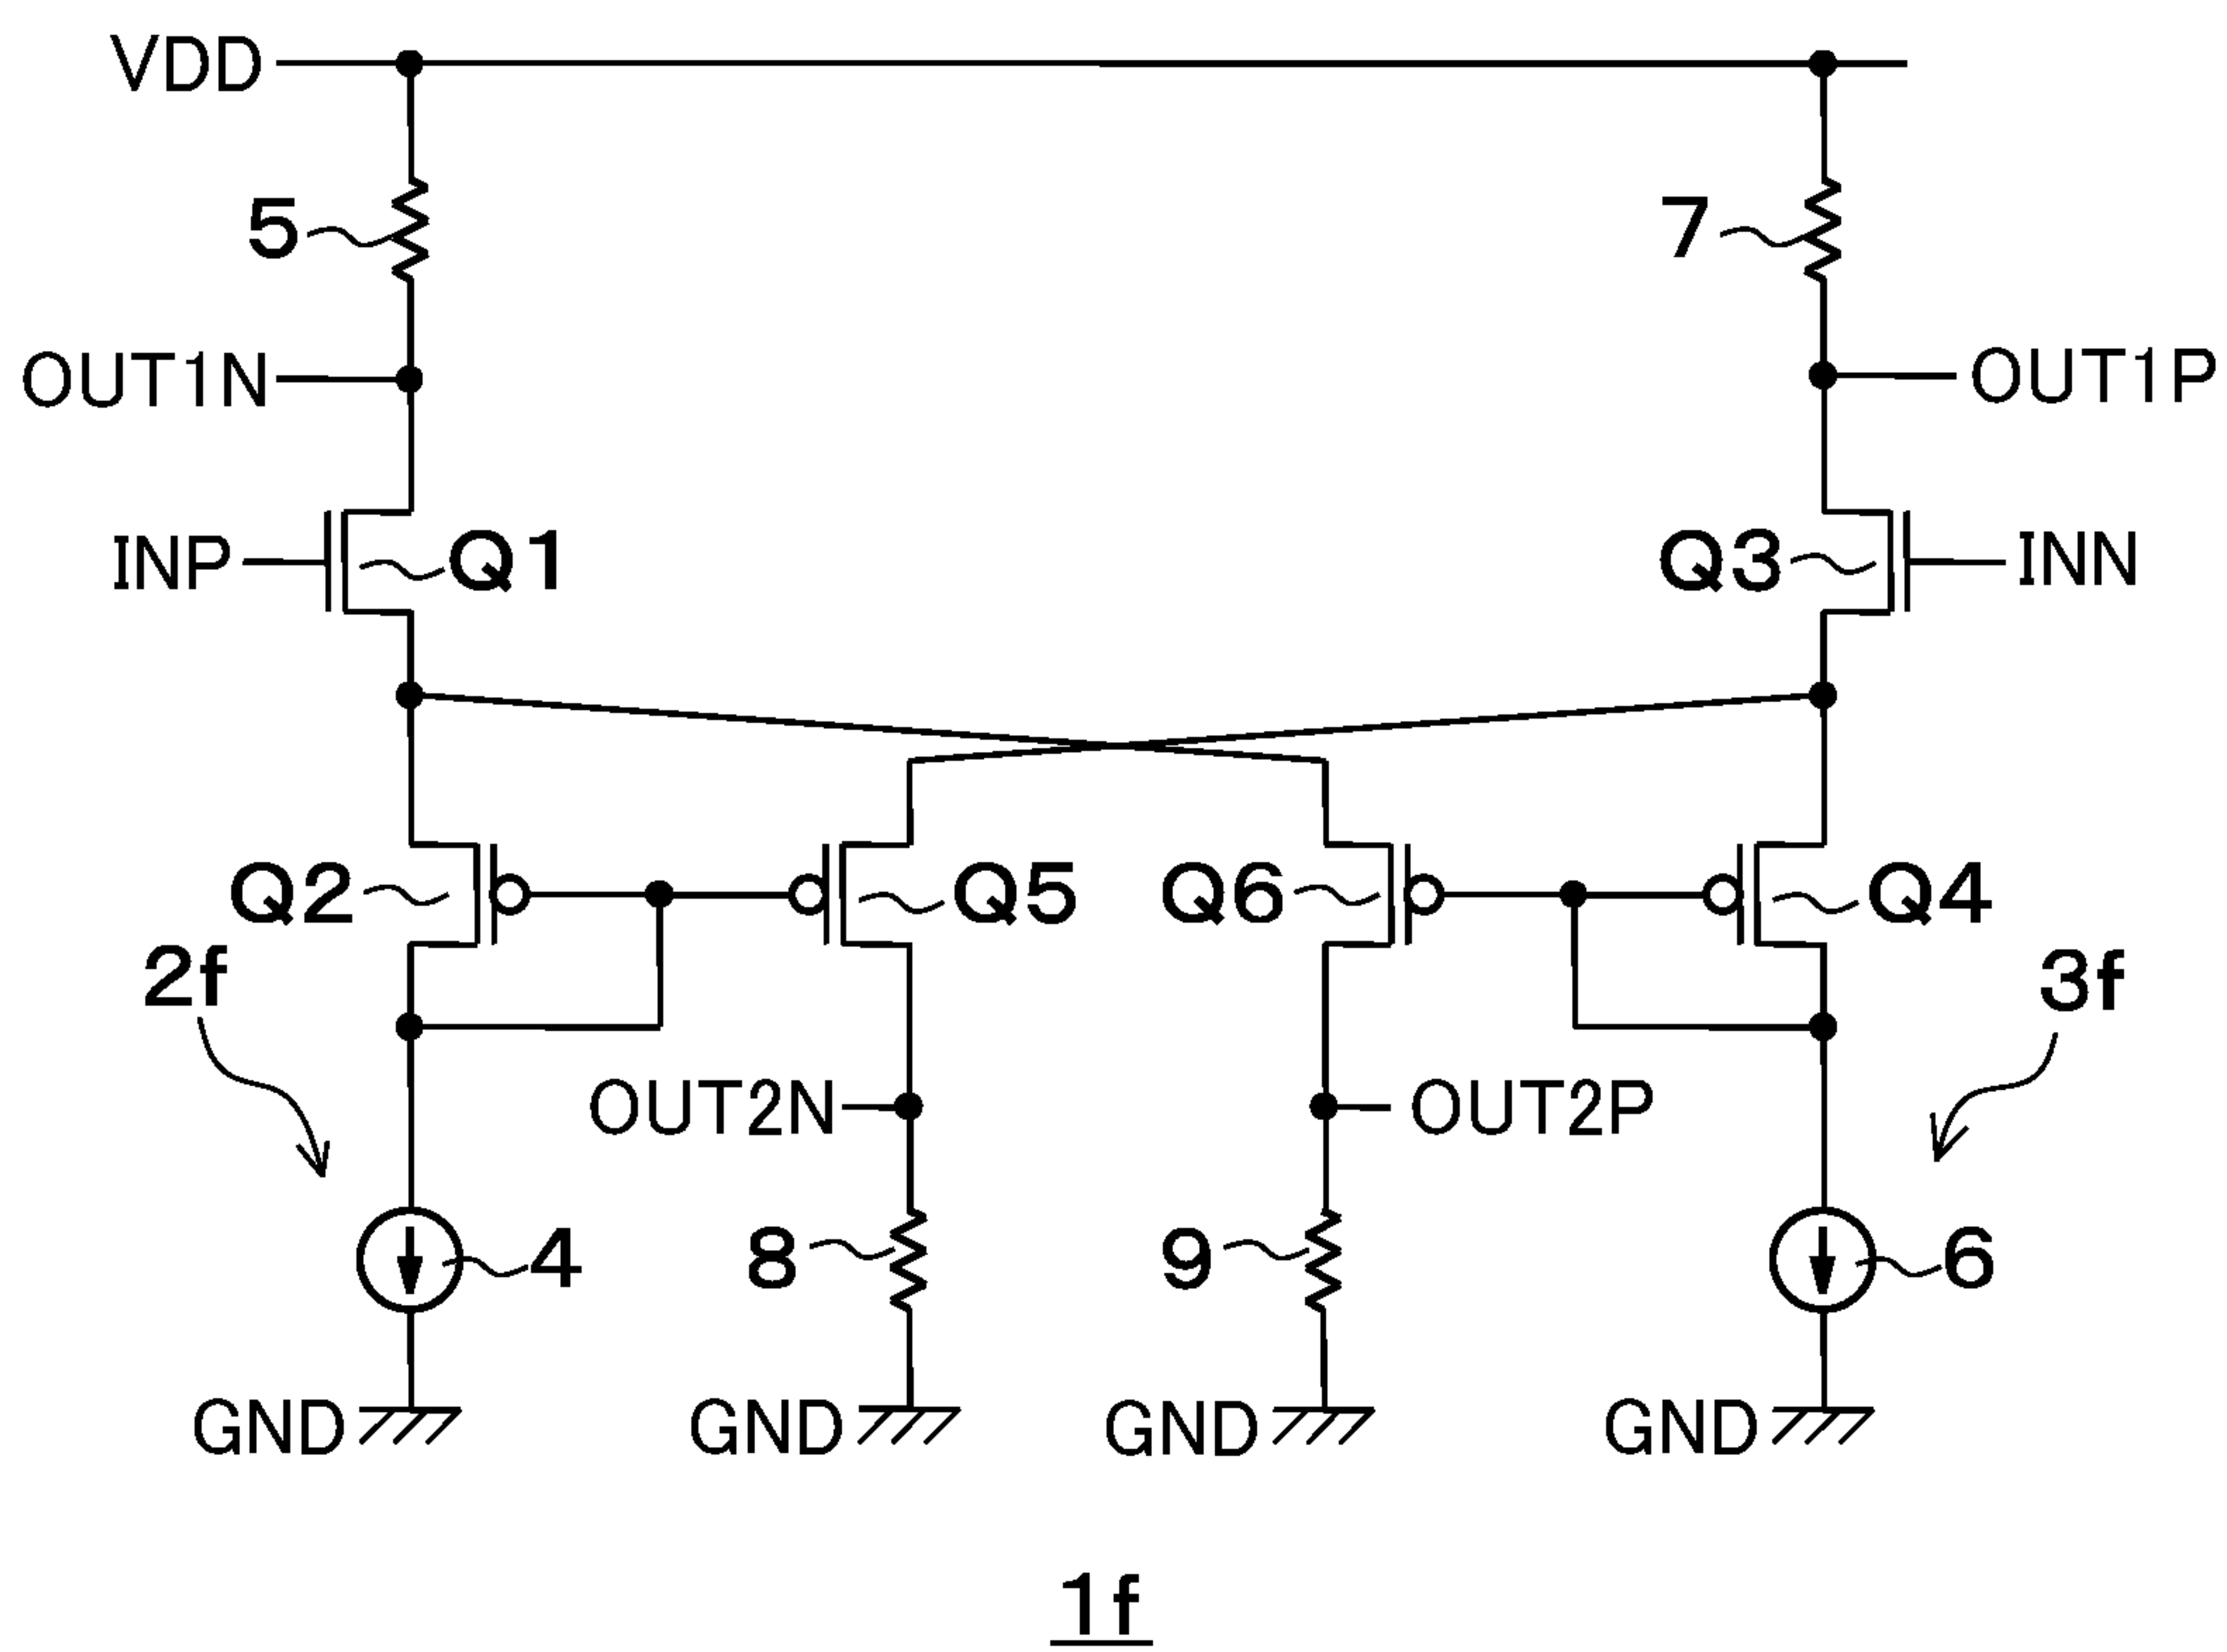 VDD
5
7
OUT1N
OUT1P
INP
Q1
Q3
INN
Q2
Q5
Q6
Q4
2f
3f
OUT2N
OUT2P
4
8
9
6
GND
GND
GND
GND
1f